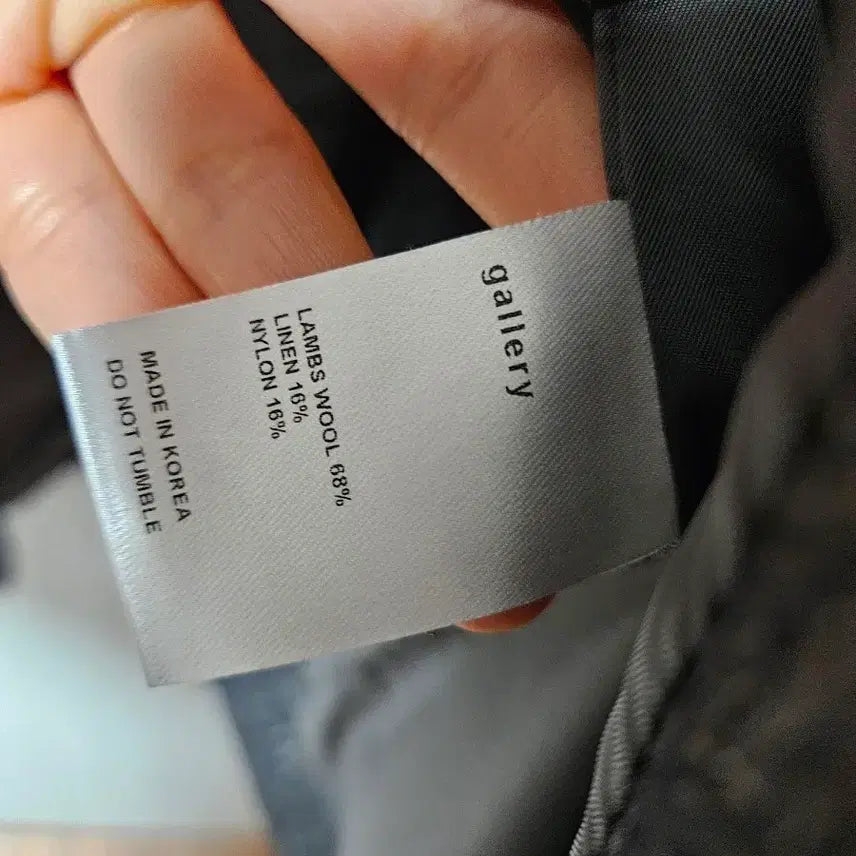 gallery
LAMBS WOOL 68%
LINEN 16%
NYLON 16%
MADE IN KOREA
DO NOT TUMBLE